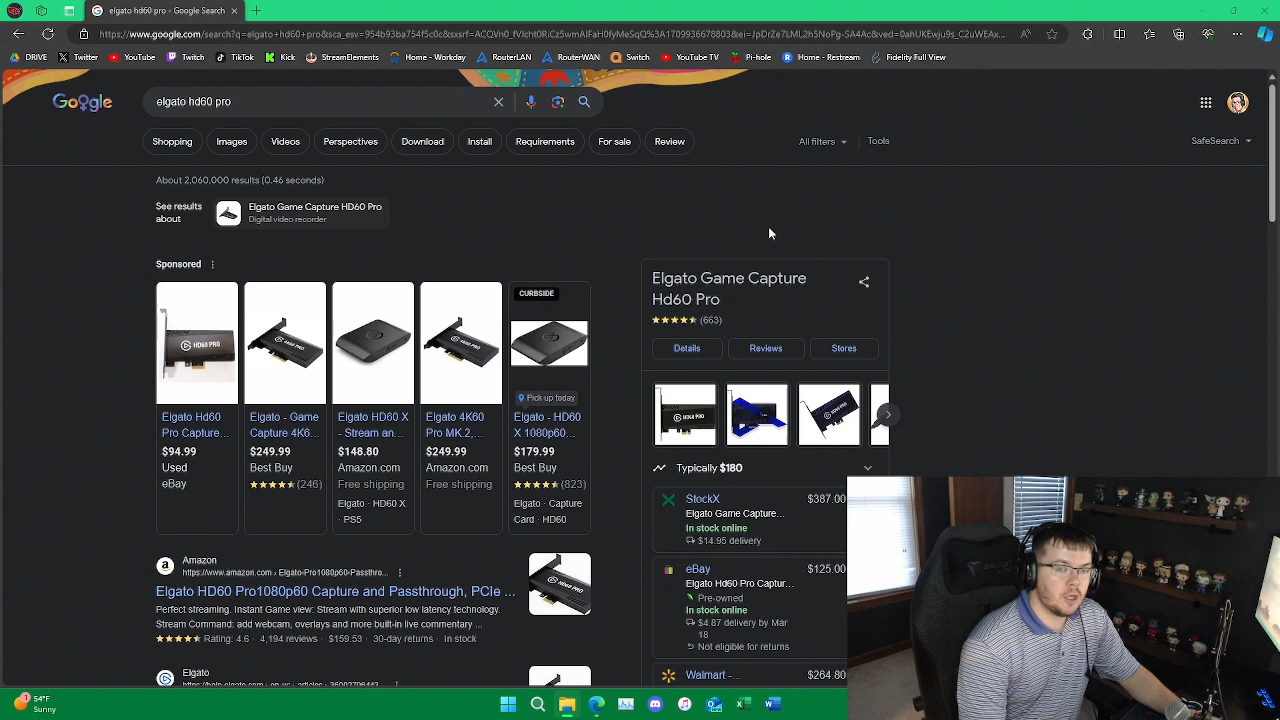 elgato hd60 pro - Google Search
https://www.google.com/search?q=elgato+hd60+pro&sca_esv=954b93ba754f5c0c&sxsrf=
DRIVE
Twitter
YouTube
Twitch
TikTok
Kick
StreamDements
Home - Workday
RouterLAN
RouterWAN
Switch
YouTube TV
Pi-hole
Home - Restream
Fidelity Full View
elgato hd60 pro
Shopping
Images
Videos
Perspectives
Download
Install
Requirements
For sale
Review
All filters
Tools
SafeSearch
About 2,060,000 results (0.46 seconds)
See results
about
Elgato Game Capture HD60 Pro
Digital video recorder
Sponsored
HD60 PRO
Elgato Hd60
Pro Capture...
$94.99
Used
eBay
Elgato - Game
Capture 4K6...
$249.99
Best Buy
(246)
Elgato HD60 X
- Stream an...
$148.80
Amazon.com
Free shipping
Elgato · HD60 X
· PS5
Elgato 4K60
Pro MK.2,...
$249.99
Amazon.com
Free shipping
CURBSIDE
Pick up today
Elgato - HD60
X 1080p60...
$179.99
Best Buy
(823)
Elgato · Capture
Card · HD60
Amazon
https://www.amazon.com › Elgato-Pro1080p60-Passthro...
Elgato HD60 Pro1080p60 Capture and Passthrough, PCIe ...
Perfect streaming. Instant Game view: Stream with superior low latency technology.
Stream Command: add webcam, overlays and more built-in live commentary ...
Rating: 4.6 · 4,194 reviews · $159.53 · 30-day returns · In stock
Elgato
Elgato Game Capture
Hd60 Pro
(663)
Details
Reviews
Stores
HD60 PRO
HD60 PRO
Typically $180
StockX
$387.00
Elgato Game Capture...
In stock online
$14.95 delivery
eBay
$125.00
Elgato Hd60 Pro Captur...
Pre-owned
In stock online
$4.87 delivery by Mar
18
Not eligible for returns
Walmart - ...
$264.80
54°F
Sunny